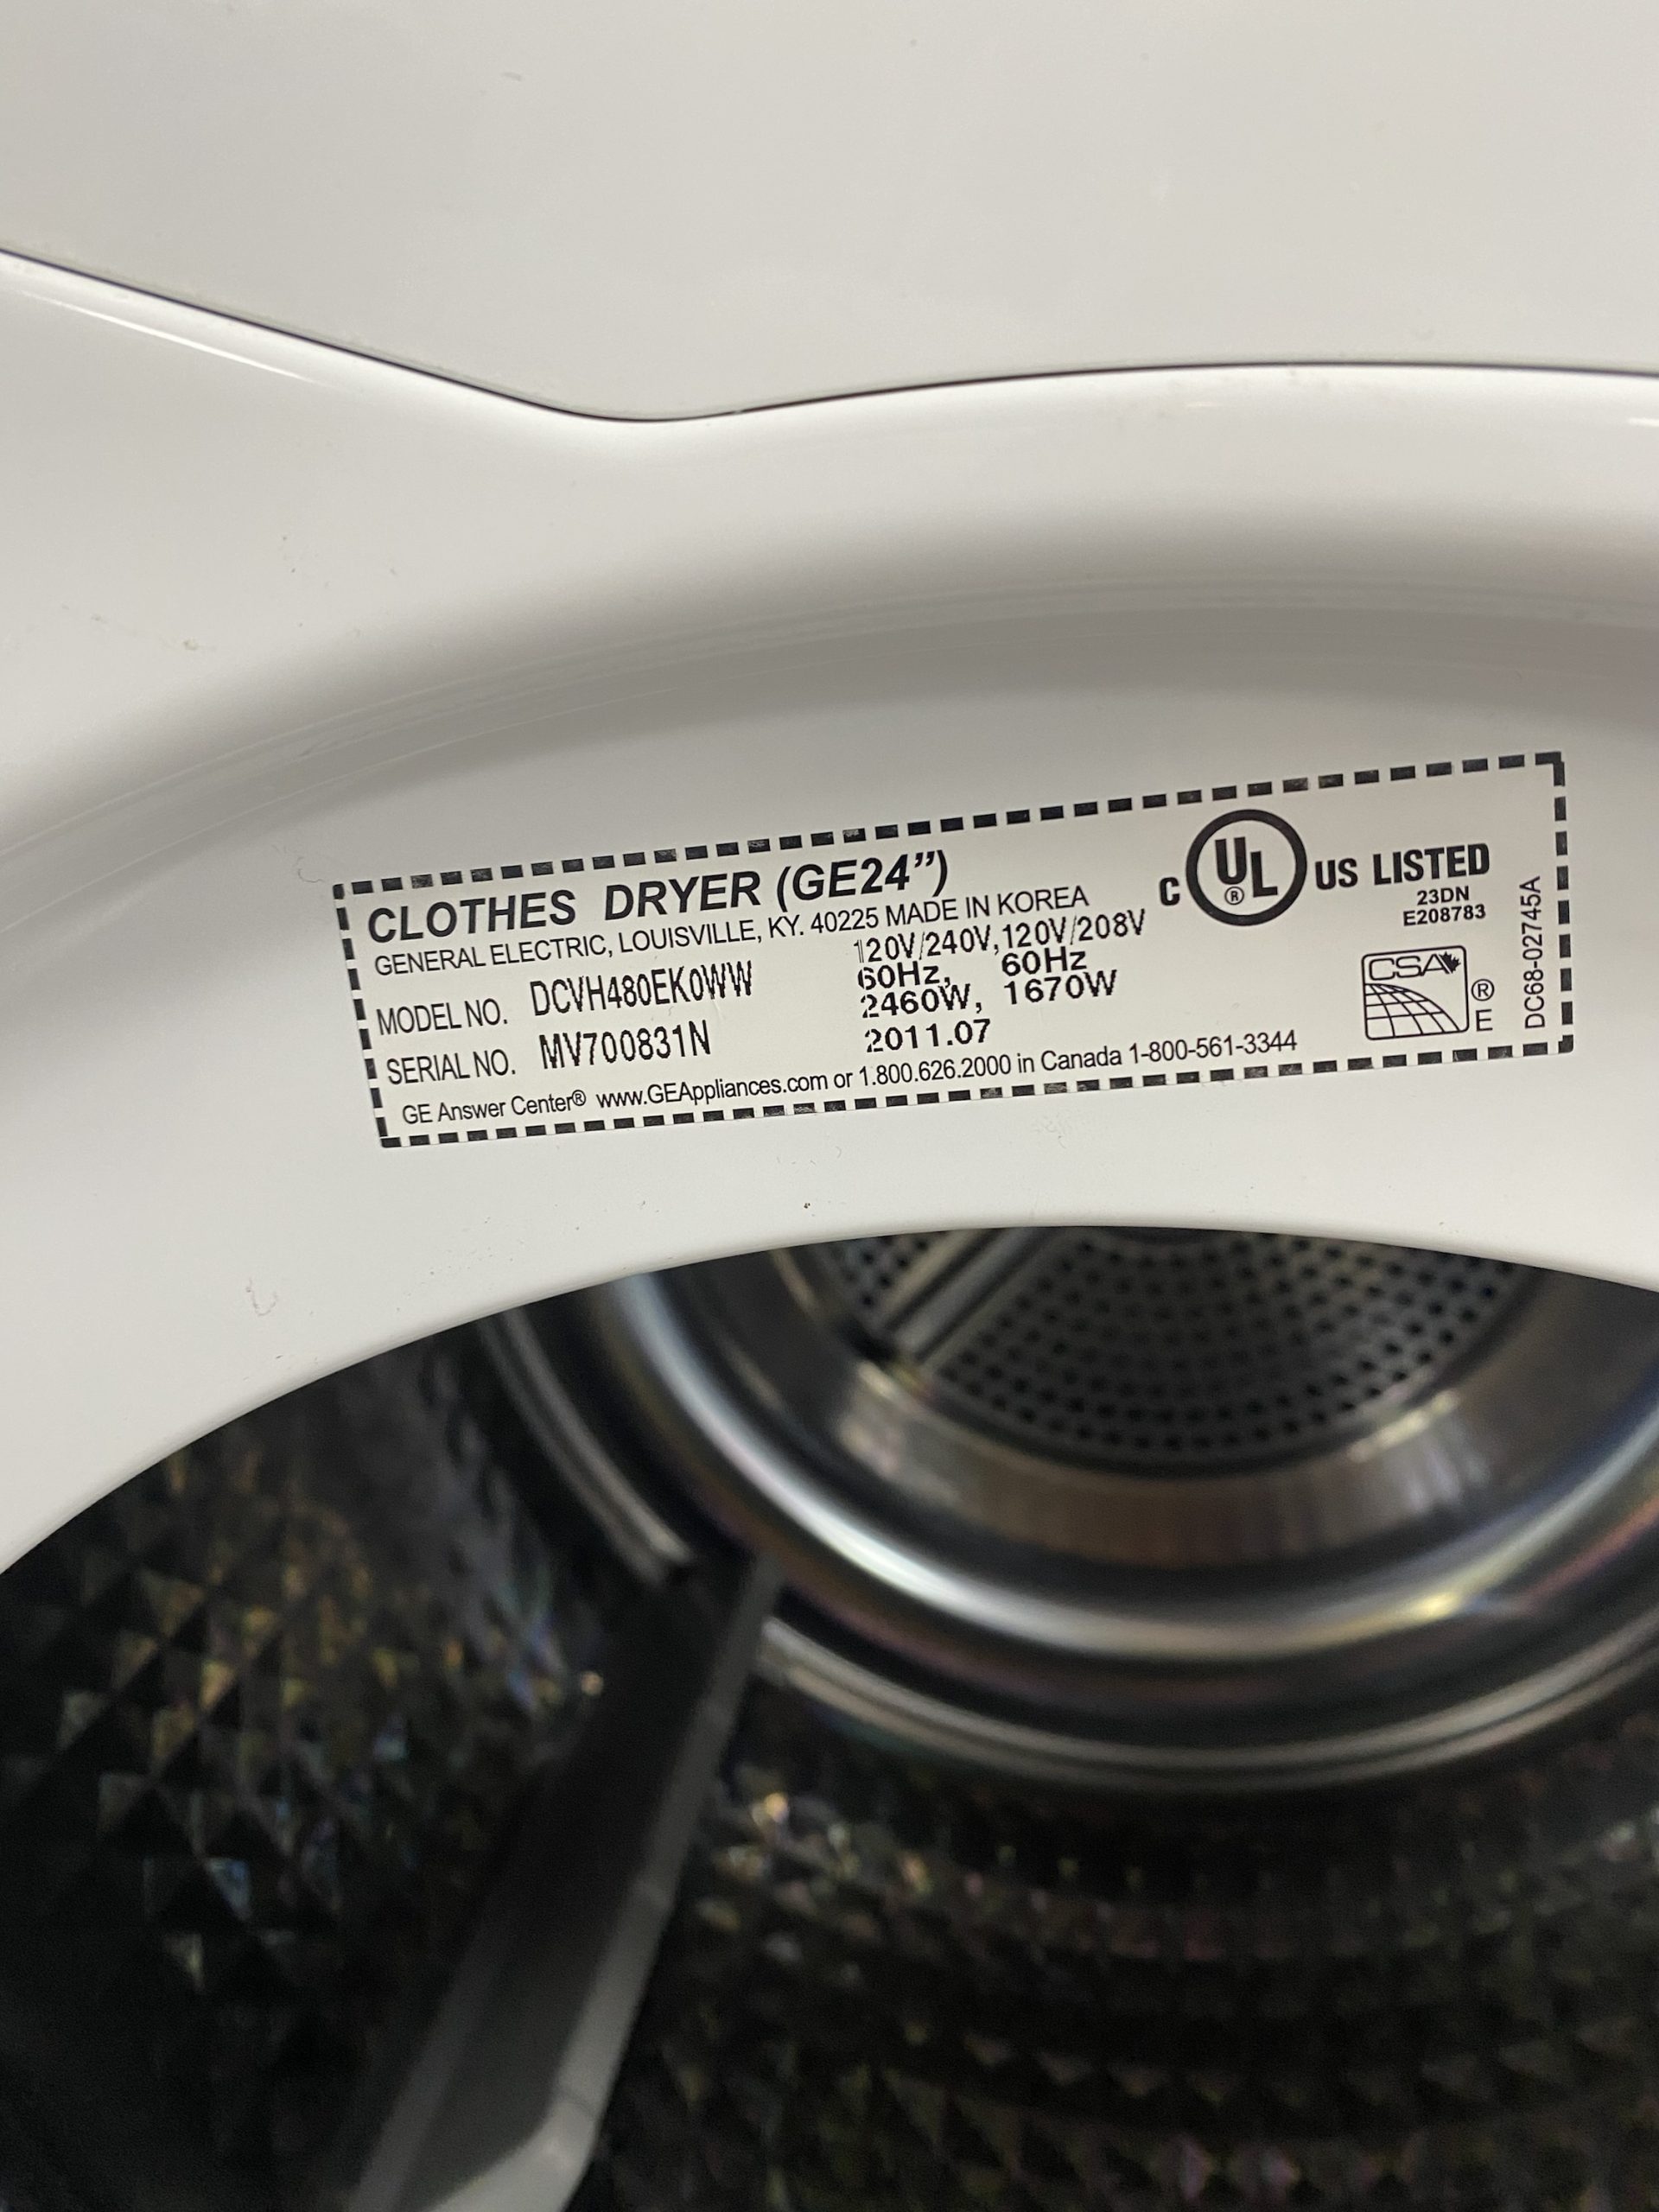 CLOTHES DRYER (GE24”)
GENERAL ELECTRIC, LOUISVILLE, KY. 40225 MADE IN KOREA
MODEL NO. DCVH480EK0WW
SERIAL NO. MV700831N
120V/240V,120V/208V
60Hz, 60Hz
2460W, 1670W
2011.07
GE Answer Center® www.GEAppliances.com or 1.800.626.2000 in Canada 1-800-561-3344
C UL® US LISTED
23DN
E208783
CSA ®
E
DC68-02745A